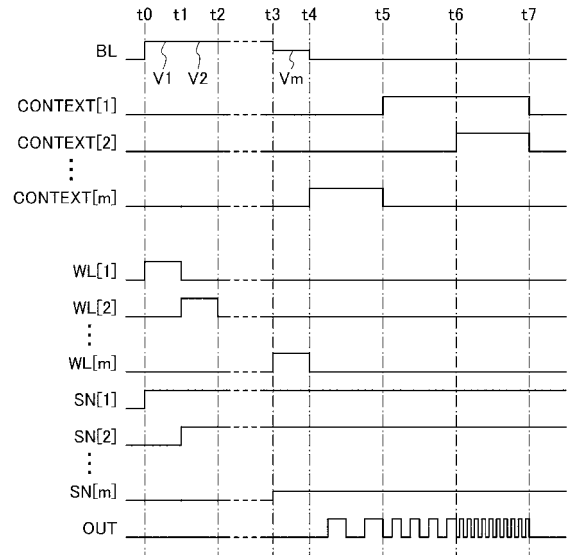 t0 t1 t2 t3 t4 t5 t6 t7
BL
V1 V2 Vm
CONTEXT[1]
CONTEXT[2]
CONTEXT[m]
WL[1]
WL[2]
WL[m]
SN[1]
SN[2]
SN[m]
OUT